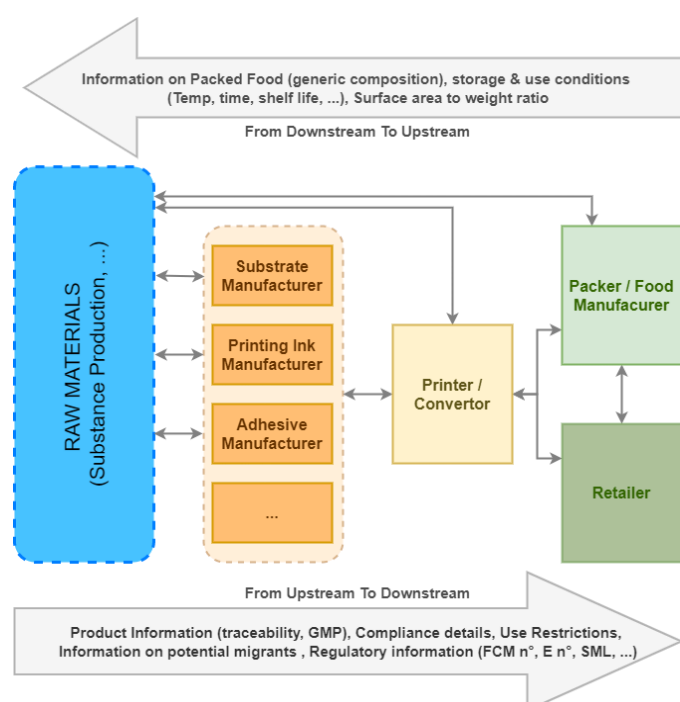 Information on Packed Food (generic composition), storage & use conditions
(Temp, time, shelf life, ...), Surface area to weight ratio
From Downstream To Upstream
RAW MATERIALS
(Substance Production, ...)
Substrate
Manufacturer
Printing Ink
Manufacturer
Adhesive
Manufacturer
...
Printer /
Convertor
Packer / Food
Manufacurer
Retailer
From Upstream To Downstream
Product Information (traceability, GMP), Compliance details, Use Restrictions,
Information on potential migrants , Regulatory information (FCM n°, E n°, SML, ...)